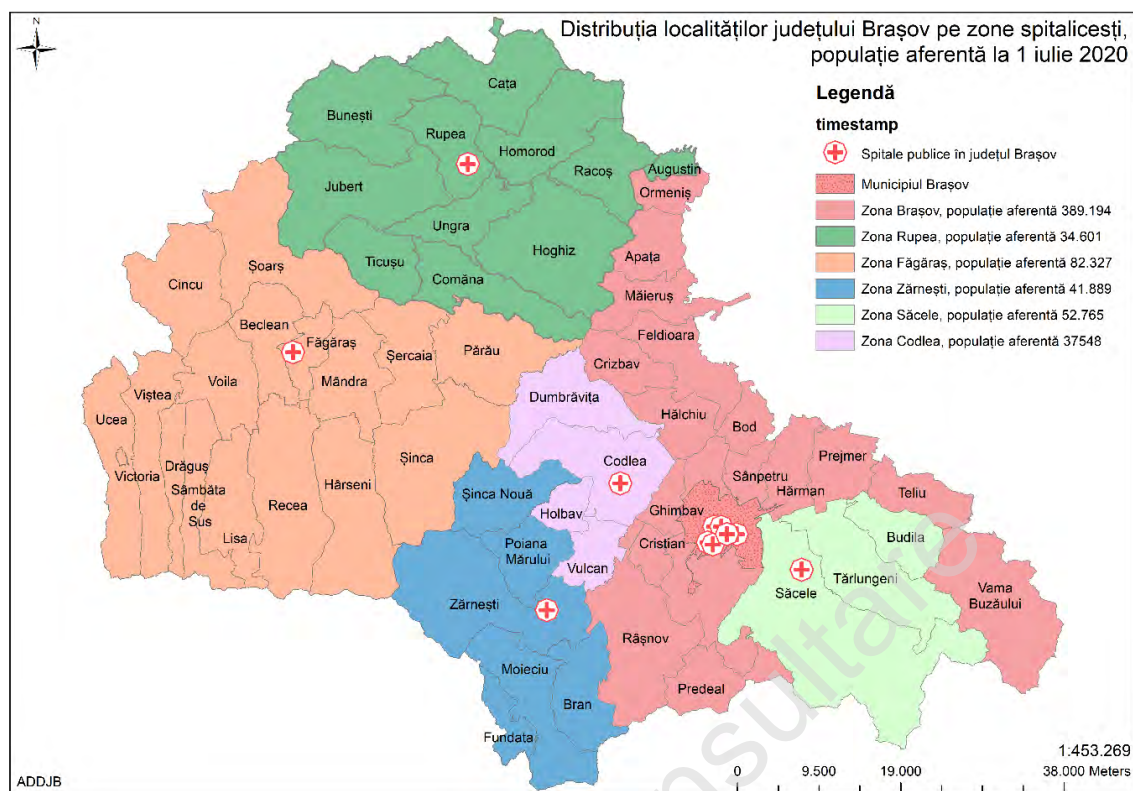 Distribuția localităților județului Brașov pe zone spitalicești,
populație aferentă la 1 iulie 2020
N
Legendă
timestamp
Spitale publice în județul Brașov
Municipiul Brașov
Zona Brașov, populație aferentă 389.194
Zona Rupea, populație aferentă 34.601
Zona Făgăraș, populație aferentă 82.327
Zona Zărnești, populație aferentă 41.889
Zona Săcele, populație aferentă 52.765
Zona Codlea, populație aferentă 37548
Cața
Bunești
Rupea
Homorod
Racoș
Augustin
Jubert
Ormeniș
Ungra
Hoghiz
Apața
Ticușu
Comăna
Șoarș
Cincu
Măieruș
Beclean
Făgăraș
Feldioara
Șercaia
Părău
Crizbav
Voila
Mândra
Viștea
Dumbrăvița
Ucea
Hălchiu
Bod
Codlea
Prejmer
Șinca
Drăguș
Victoria
Sâmbăta
de
Sus
Hârseni
Recea
Lisa
Șinca Nouă
Sânpetru
Hărman
Teliu
Holbav
Ghimbav
Cristian
Budila
Poiana
Mărului
Vulcan
Tărlungeni
Săcele
Vama
Buzăului
Zărnești
Râșnov
Moieciu
Predeal
Bran
Fundata
consultare
1:453.269
0 9.500 19.000 38.000 Meters
ADDJB